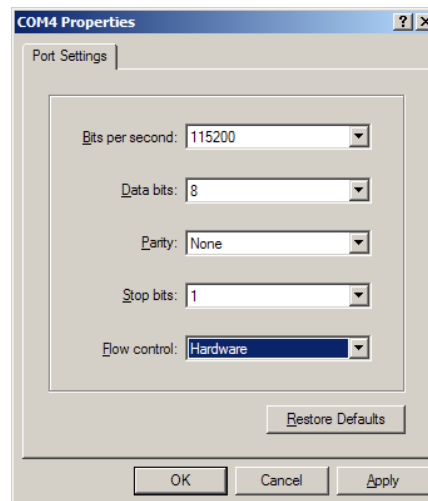 COM4 Properties
Port Settings
Bits per second: 115200
Data bits: 8
Parity: None
Stop bits: 1
Flow control: Hardware
Restore Defaults
OK Cancel Apply